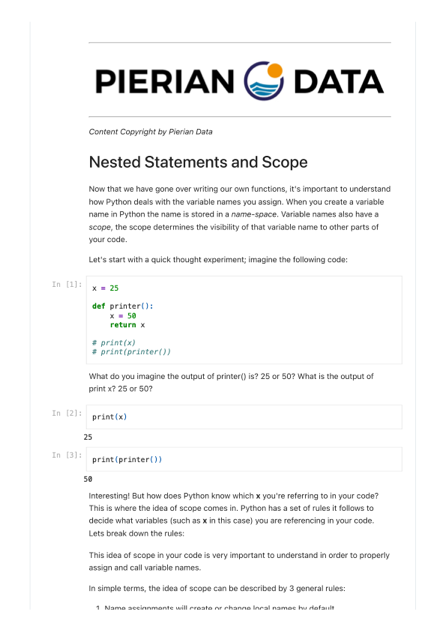 PIERIAN DATA
Content Copyright by Pierian Data
Nested Statements and Scope
Now that we have gone over writing our own functions, it's important to understand
how Python deals with the variable names you assign. When you create a variable
name in Python the name is stored in a name-space. Variable names also have a
scope, the scope determines the visibility of that variable name to other parts of
your code.
Let's start with a quick thought experiment; imagine the following code:
In [1]:
x = 25
def printer():
    x = 50
    return x
# print(x)
# print(printer())
What do you imagine the output of printer() is? 25 or 50? What is the output of
print x? 25 or 50?
In [2]: print(x)
25
In [3]: print(printer())
50
Interesting! But how does Python know which x you're referring to in your code?
This is where the idea of scope comes in. Python has a set of rules it follows to
decide what variables (such as x in this case) you are referencing in your code.
Lets break down the rules:
This idea of scope in your code is very important to understand in order to properly
assign and call variable names.
In simple terms, the idea of scope can be described by 3 general rules:
1. Name assignments will create or change local names by default.